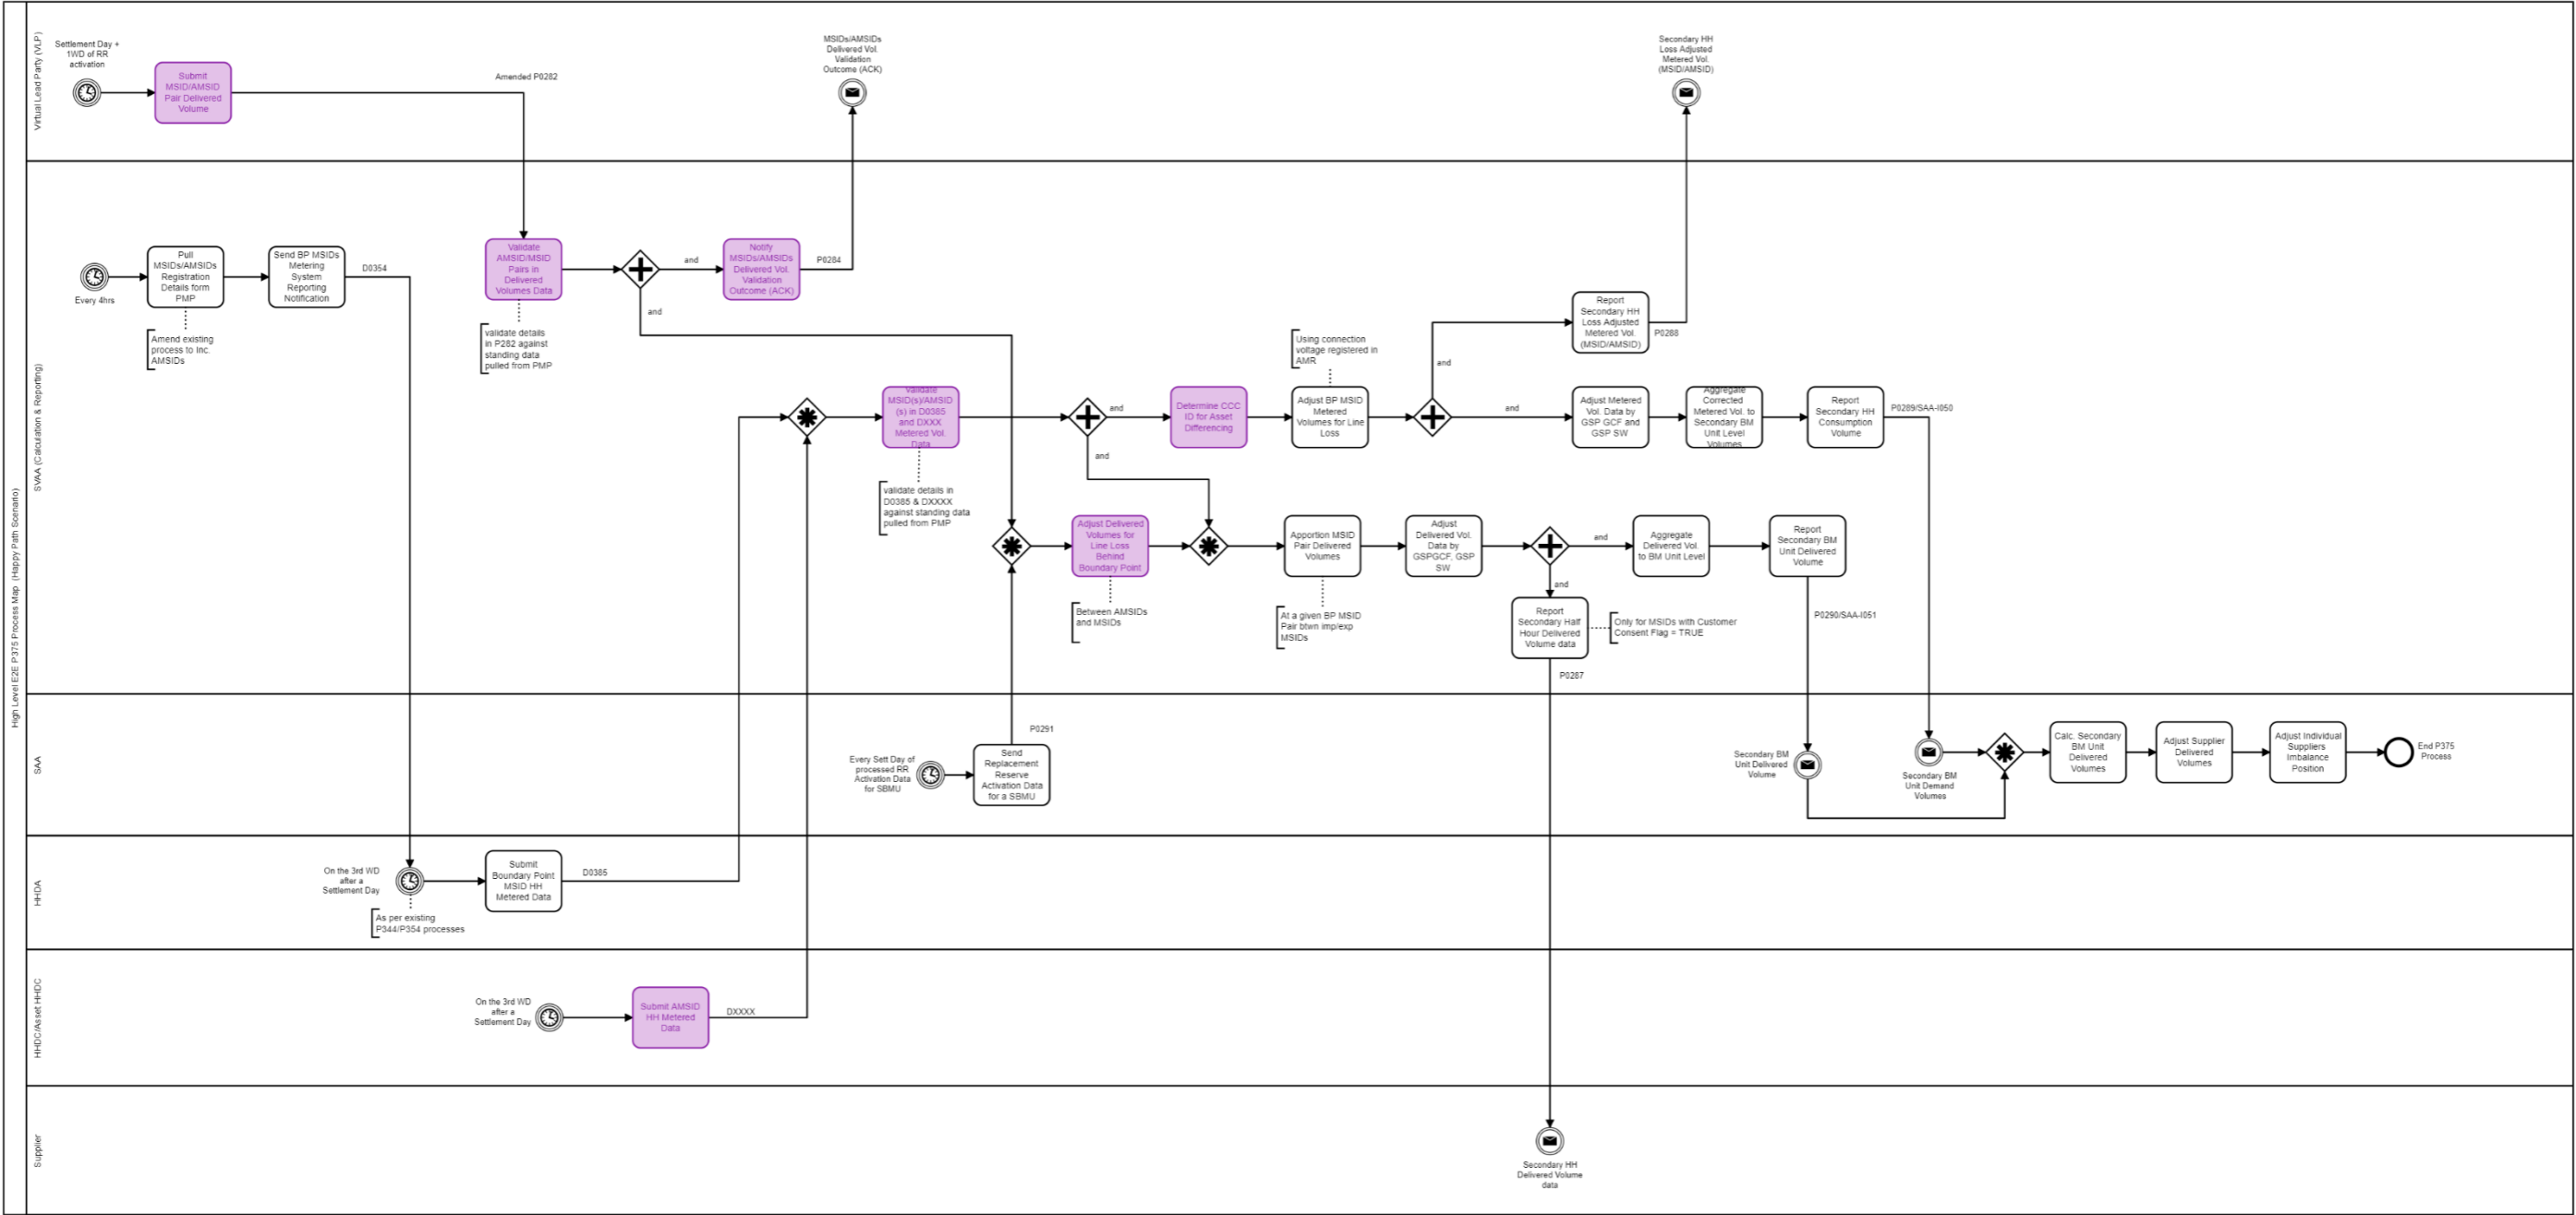 High Level E2E P375 Process Map (Happy Path Scenario)
Virtual Lead Party (VLP)
Settlement Day +
1WD of RR
activation
Submit
MSID/AMSID
Pair Delivered
Volume
Amended P0282
MSIDs/AMSIDs
Delivered Vol.
Validation
Outcome (ACK)
Secondary HH
Loss Adjusted
Metered Vol.
(MSID/AMSID)
SVAA (Calculation & Reporting)
Every 4hrs
Pull
MSIDs/AMSIDs
Registration
Details form
PMP
Amend existing
process to Inc.
AMSIDs
Send BP MSIDs
Metering
System
Reporting
Notification
D0354
Validate
AMSID/MSID
Pairs in
Delivered
Volumes Data
validate details
in P282 against
standing data
pulled from PMP
and
and
Notify
MSIDs/AMSIDs
Delivered Vol.
Validation
Outcome (ACK)
P0284
Validate
MSID(s)/AMSID
(s) in D0385
and DXXX
Metered Vol.
Data
validate details in
D0385 & DXXXX
against standing data
pulled from PMP
and
and
Determine CCC
ID for Asset
Differencing
Using connection
voltage registered in
AMR
Adjust BP MSID
Metered
Volumes for Line
Loss
and
and
Report
Secondary HH
Loss Adjusted
Metered Vol.
(MSID/AMSID)
P0288
Adjust Metered
Vol. Data by
GSP GCF and
GSP SW
Aggregate
Corrected
Metered Vol. to
Secondary BM
Unit Level
Volumes
Report
Secondary HH
Consumption
Volume
P0289/SAA-I050
Adjust Delivered
Volumes for
Line Loss
Behind
Boundary Point
Between AMSIDs
and MSIDs
Apportion MSID
Pair Delivered
Volumes
At a given BP MSID
Pair btwn imp/exp
MSIDs
Adjust
Delivered Vol.
Data by
GSPGCF, GSP
SW
and
and
Aggregate
Delivered Vol.
to BM Unit Level
Report
Secondary BM
Unit Delivered
Volume
P0290/SAA-I051
Report
Secondary Half
Hour Delivered
Volume data
Only for MSIDs with Customer
Consent Flag = TRUE
P0287
SAA
Every Sett Day of
processed RR
Activation Data
for SBMU
Send
Replacement
Reserve
Activation Data
for a SBMU
P0291
Secondary BM
Unit Delivered
Volume
Secondary BM
Unit Demand
Volumes
Calc. Secondary
BM Unit
Delivered
Volumes
Adjust Supplier
Delivered
Volumes
Adjust Individual
Suppliers
Imbalance
Position
End P375
Process
HHDA
On the 3rd WD
after a
Settlement Day
As per existing
P344/P354 processes
Submit
Boundary Point
MSID HH
Metered Data
D0385
HHDC/Asset HHDC
On the 3rd WD
after a
Settlement Day
Submit AMSID
HH Metered
Data
DXXXX
Supplier
Secondary HH
Delivered Volume
data